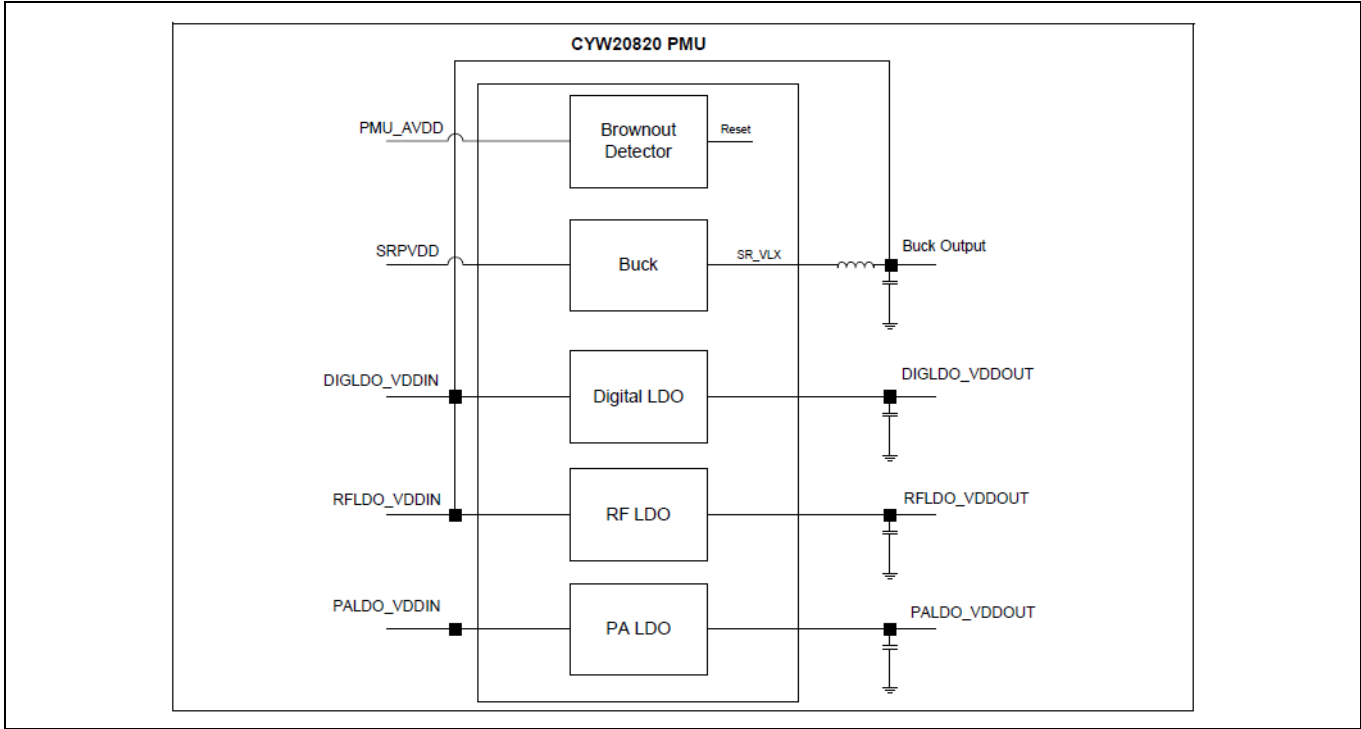 CYW20820 PMU
PMU_AVDD
Brownout
Detector
Reset
SRPVDD
Buck
SR_VLX
Buck Output
DIGLDO_VDDIN
Digital LDO
DIGLDO_VDDOUT
RFLDO_VDDIN
RF LDO
RFLDO_VDDOUT
PALDO_VDDIN
PA LDO
PALDO_VDDOUT